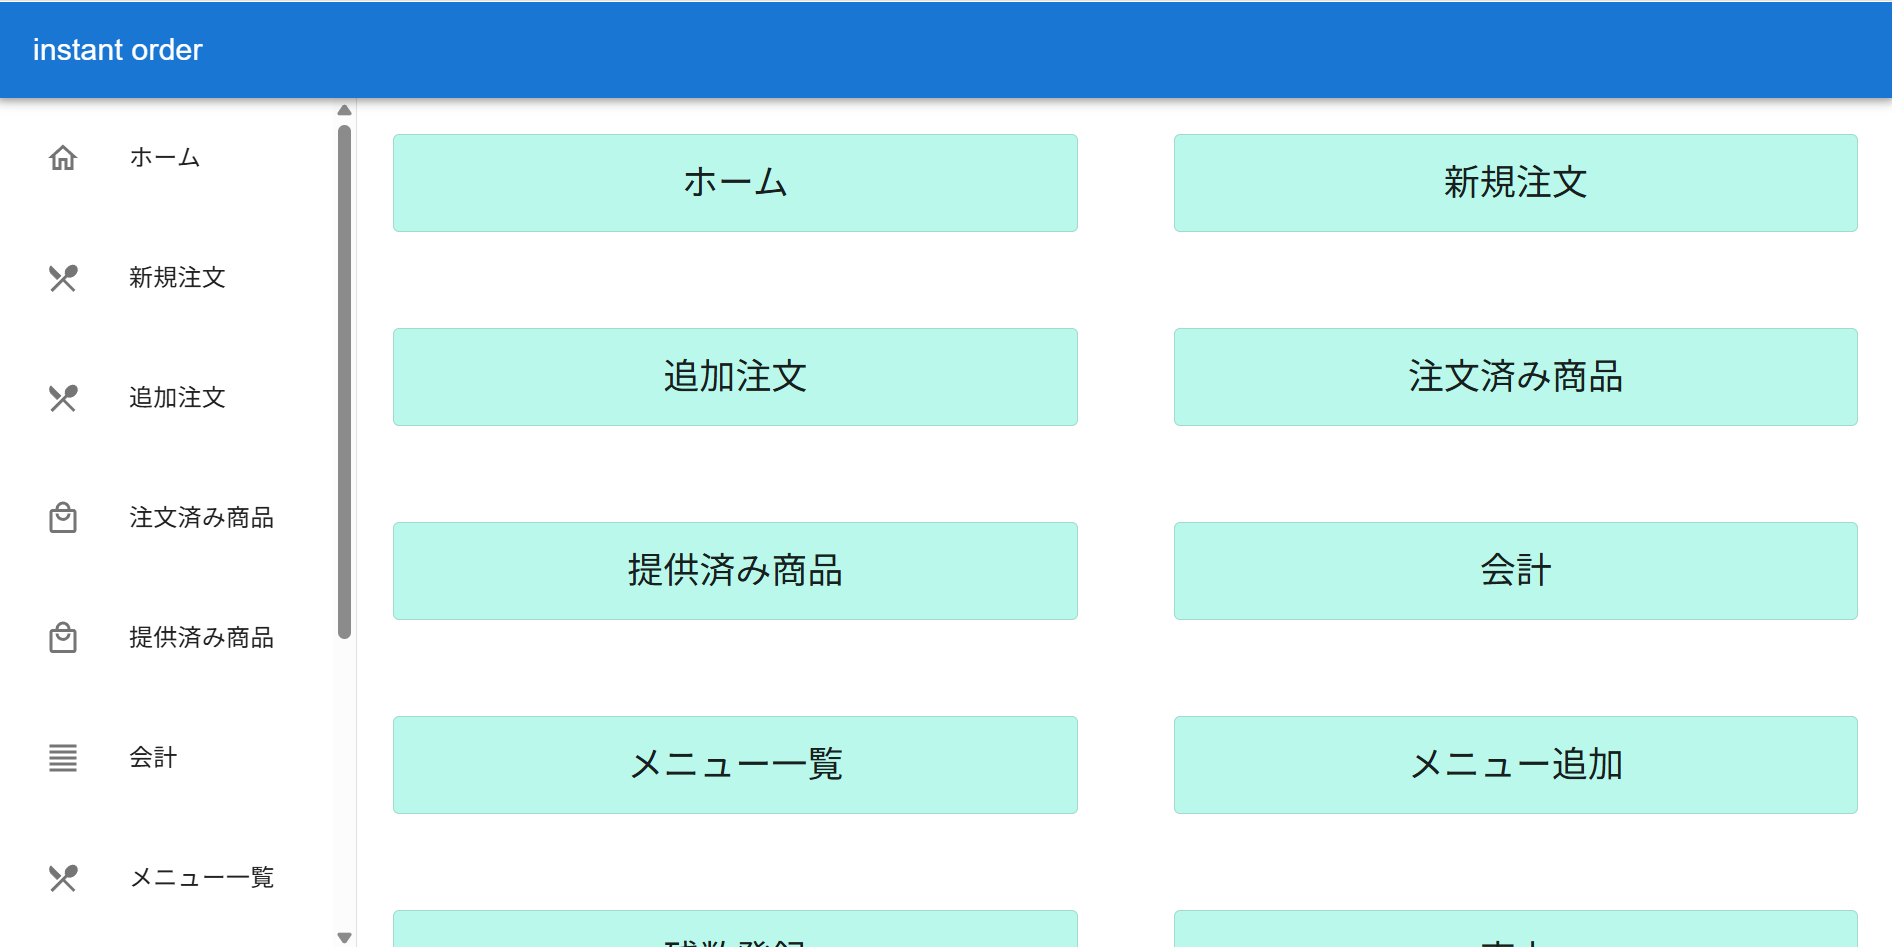 instant order
ホーム
新規注文
追加注文
注文済み商品
提供済み商品
会計
メニュー一覧
ホーム
新規注文
追加注文
注文済み商品
提供済み商品
会計
メニュー一覧
メニュー追加